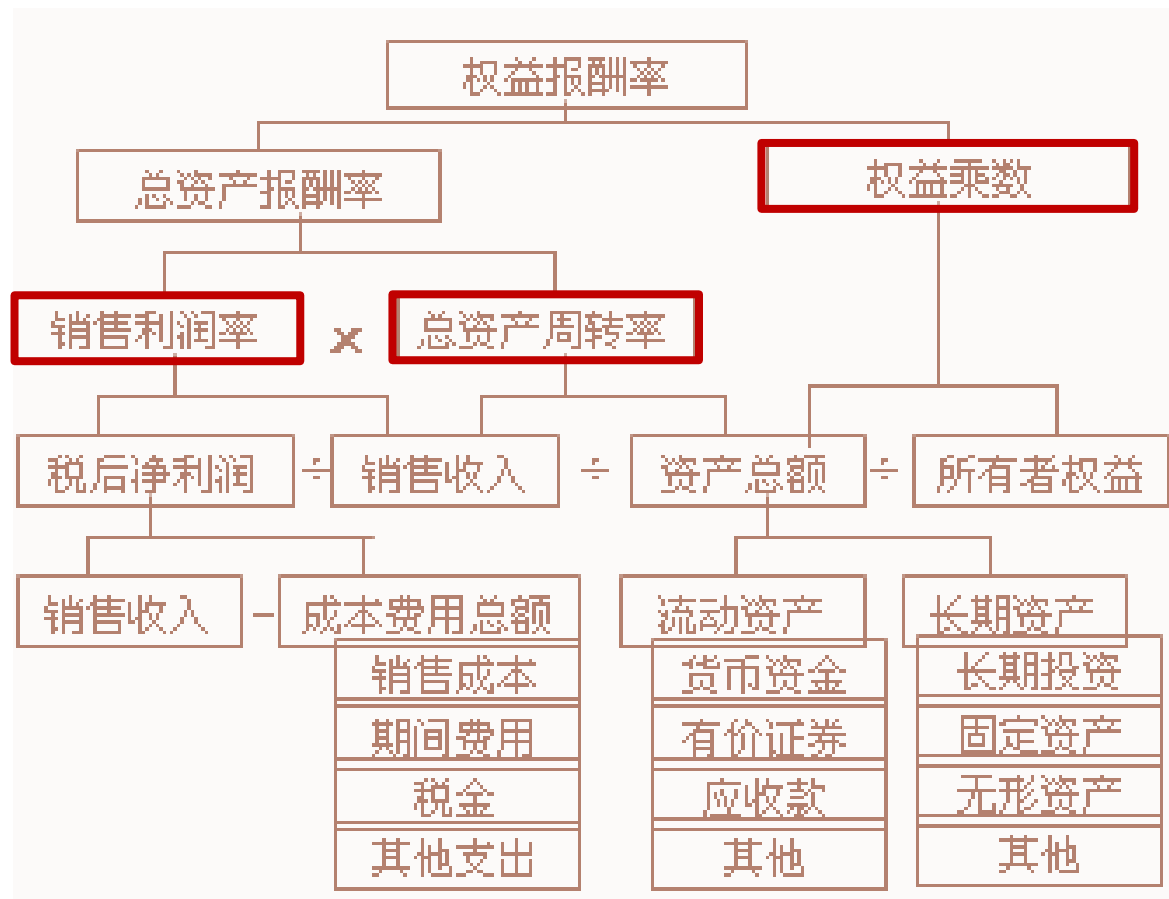 权益报酬率
总资产报酬率
权益乘数
销售利润率
×
总资产周转率
税后净利润
÷
销售收入
÷
资产总额
÷
所有者权益
销售收入
−
成本费用总额
流动资产
长期资产
销售成本
货币资金
长期投资
期间费用
有价证券
固定资产
税金
应收款
无形资产
其他支出
其他
其他